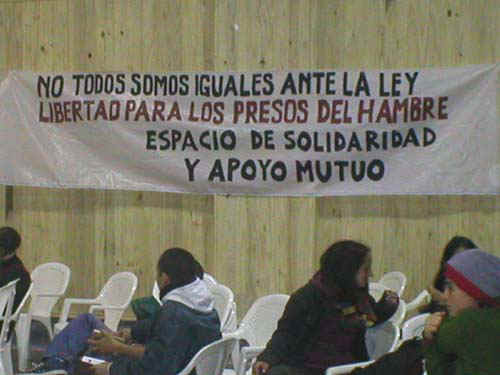 NO TODOS SOMOS IGUALES ANTE LA LEY
LIBERTAD PARA LOS PRESOS DEL HAMBRE
ESPACIO DE SOLIDARIDAD
Y APOYO MUTUO